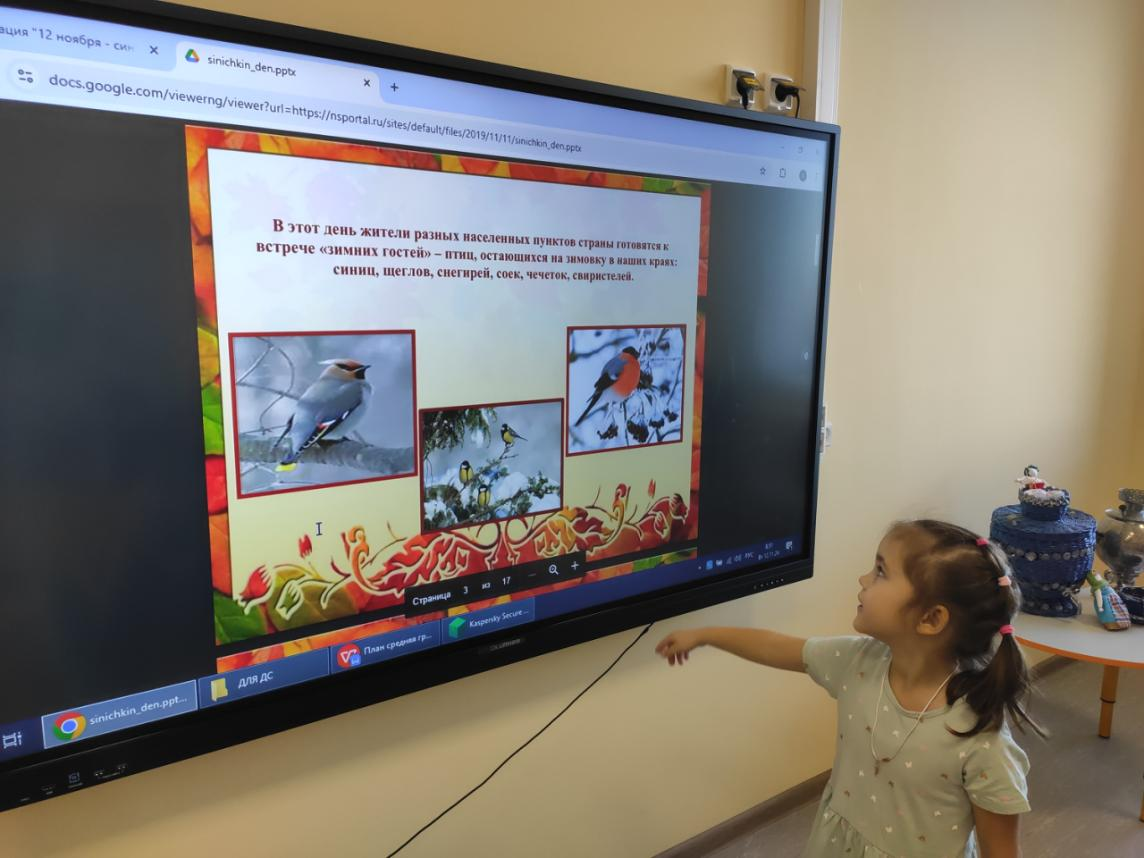 ация "12 ноября - син
sinichkin_den.pptx
docs.google.com/viewerng/viewer?url=https://nsportal.ru/sites/default/files/2019/11/11/sinichkin_den.pptx
В этот день жители разных населенных пунктов страны готовятся к
встрече «зимних гостей» – птиц, остающихся на зимовку в наших краях:
синиц, щеглов, снегирей, соек, чечеток, свиристелей.
Страница 3 из 17
sinichkin_den.ppt...
ДЛЯ ДС
План средняя гр...
Kaspersky Secure ...
РУС